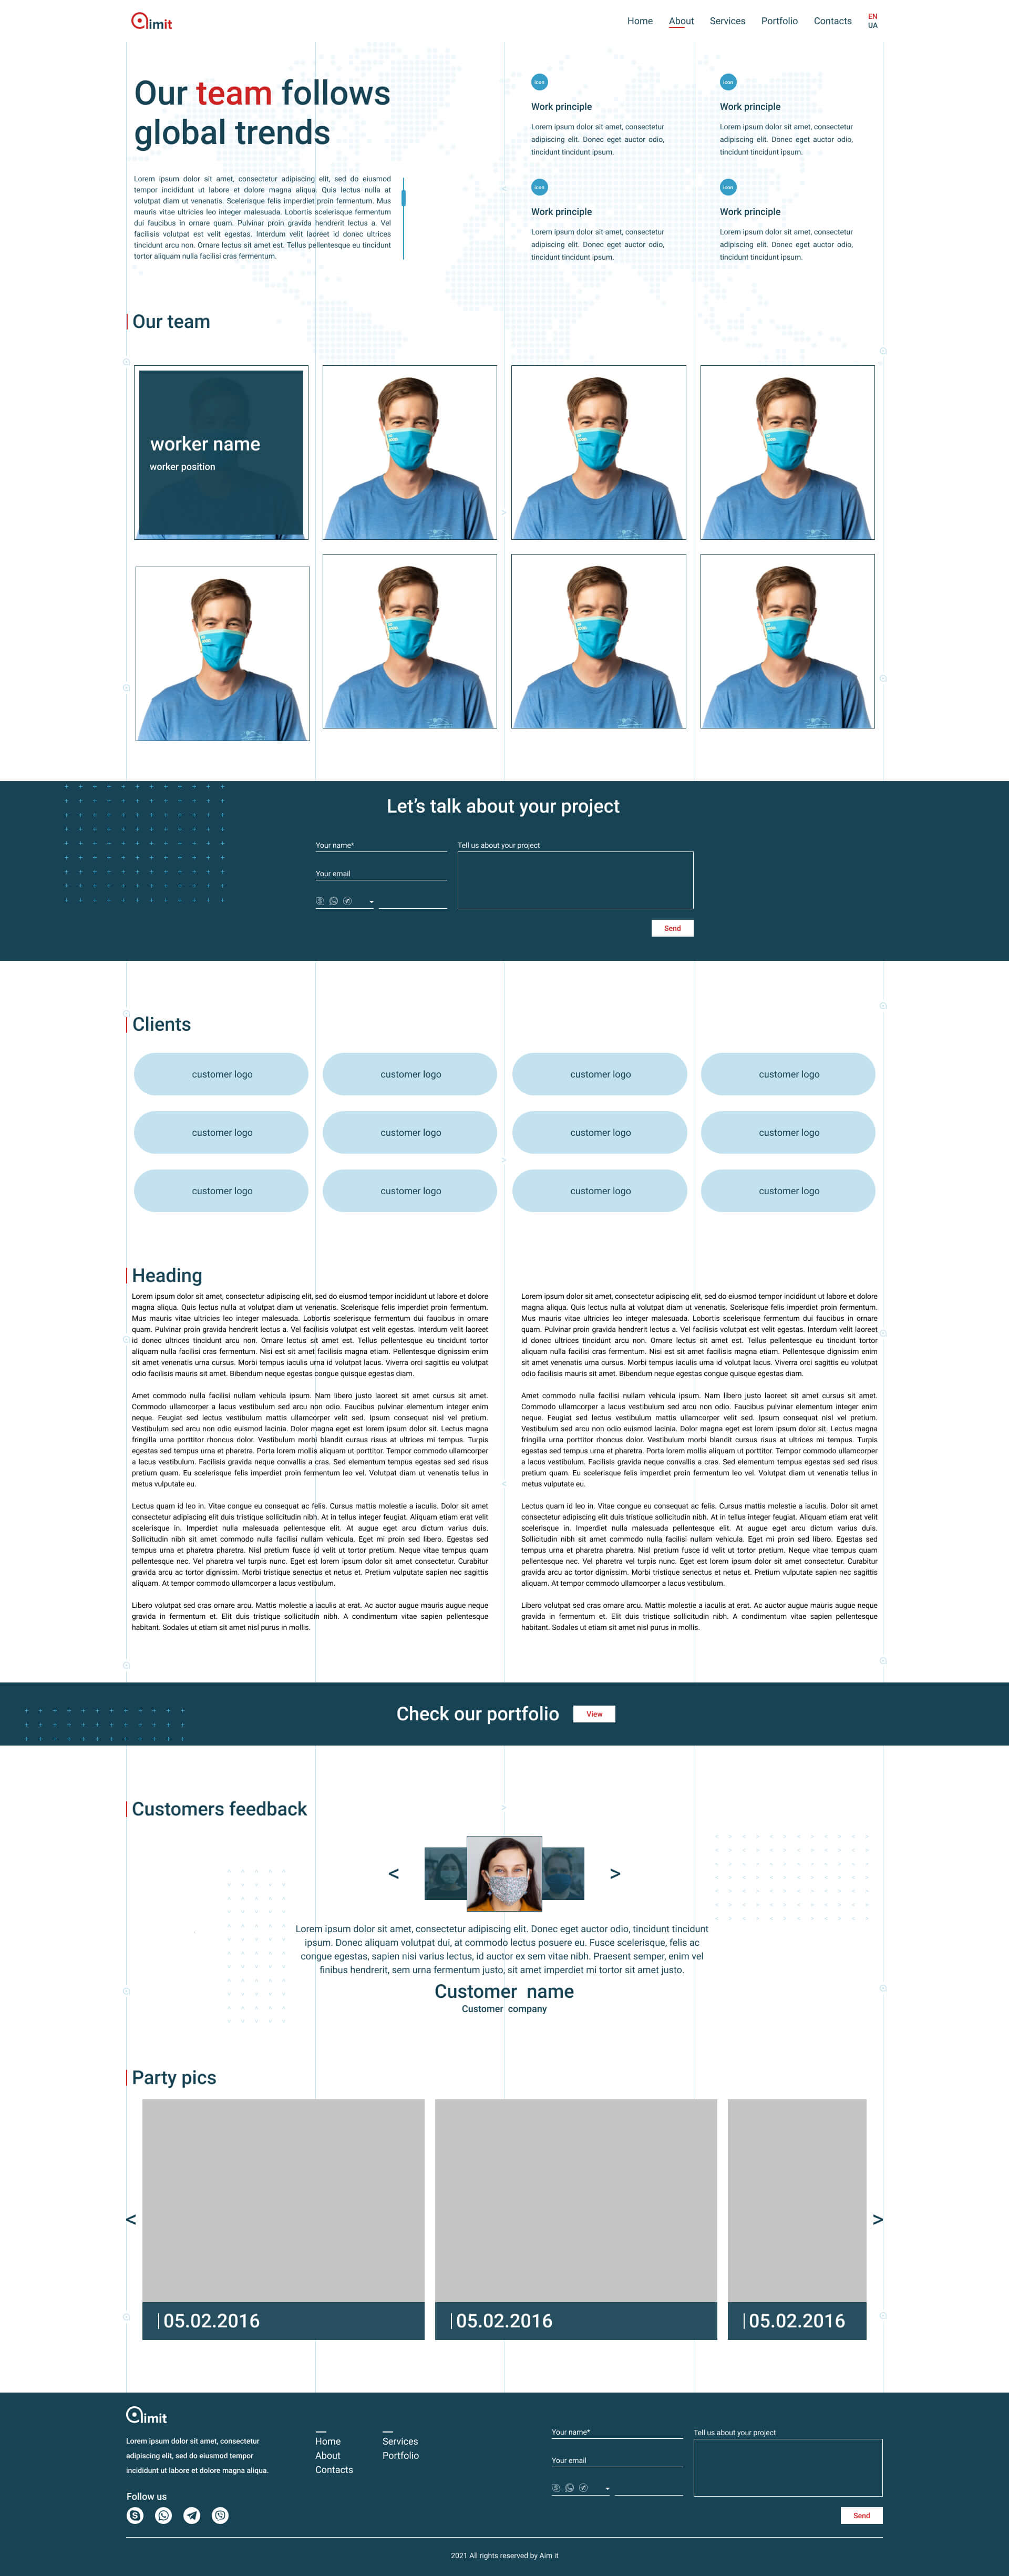 aimit
Home About Services Portfolio Contacts EN
UA
Our team follows
global trends
Lorem ipsum dolor sit amet, consectetur adipiscing elit, sed do eiusmod
tempor incididunt ut labore et dolore magna aliqua. Quis lectus nulla at
volutpat diam ut venenatis. Scelerisque felis imperdiet proin fermentum. Mus
mauris vitae ultricies leo integer malesuada. Lobortis scelerisque fermentum
dui faucibus in ornare quam. Pulvinar proin gravida hendrerit lectus a. Vel
facilisis volutpat est velit egestas. Interdum velit laoreet id donec ultrices
tincidunt arcu non. Ornare lectus sit amet est. Tellus pellentesque eu tincidunt
tortor aliquam nulla facilisi cras fermentum.
icon
Work principle
Lorem ipsum dolor sit amet, consectetur
adipiscing elit. Donec eget auctor odio,
tincidunt tincidunt ipsum.
icon
Work principle
Lorem ipsum dolor sit amet, consectetur
adipiscing elit. Donec eget auctor odio,
tincidunt tincidunt ipsum.
icon
Work principle
Lorem ipsum dolor sit amet, consectetur
adipiscing elit. Donec eget auctor odio,
tincidunt tincidunt ipsum.
icon
Work principle
Lorem ipsum dolor sit amet, consectetur
adipiscing elit. Donec eget auctor odio,
tincidunt tincidunt ipsum.
Our team
worker name
worker position
Let's talk about your project
Your name*
Your email
Tell us about your project
Send
Clients
customer logo customer logo customer logo customer logo
customer logo customer logo customer logo customer logo
customer logo customer logo customer logo customer logo
Heading
Lorem ipsum dolor sit amet, consectetur adipiscing elit, sed do eiusmod tempor incididunt ut labore et dolore
magna aliqua. Quis lectus nulla at volutpat diam ut venenatis. Scelerisque felis imperdiet proin fermentum.
Mus mauris vitae ultricies leo integer malesuada. Lobortis scelerisque fermentum dui faucibus in ornare
quam. Pulvinar proin gravida hendrerit lectus a. Vel facilisis volutpat est velit egestas. Interdum velit laoreet
id donec ultrices tincidunt arcu non. Ornare lectus sit amet est. Tellus pellentesque eu tincidunt tortor
aliquam nulla facilisi cras fermentum. Nisi est sit amet facilisis magna etiam. Pellentesque dignissim enim
sit amet venenatis urna cursus. Morbi tempus iaculis urna id volutpat lacus. Viverra orci sagittis eu volutpat
odio facilisis mauris sit amet. Bibendum neque egestas congue quisque egestas diam.
Amet commodo nulla facilisi nullam vehicula ipsum. Nam libero justo laoreet sit amet cursus sit amet.
Commodo ullamcorper a lacus vestibulum sed arcu non odio. Faucibus pulvinar elementum integer enim
neque. Feugiat sed lectus vestibulum mattis ullamcorper velit sed. Ipsum consequat nisl vel pretium.
Vestibulum sed arcu non odio euismod lacinia. Dolor magna eget est lorem ipsum dolor sit. Lectus magna
fringilla urna porttitor rhoncus dolor. Vestibulum morbi blandit cursus risus at ultrices mi tempus. Turpis
egestas sed tempus urna et pharetra. Porta lorem mollis aliquam ut porttitor. Tempor commodo ullamcorper
a lacus vestibulum. Facilisis gravida neque convallis a cras. Sed elementum tempus egestas sed sed risus
pretium quam. Eu scelerisque felis imperdiet proin fermentum leo vel. Volutpat diam ut venenatis tellus in
metus vulputate eu.
Lectus quam id leo in. Vitae congue eu consequat ac felis. Cursus mattis molestie a iaculis. Dolor sit amet
consectetur adipiscing elit duis tristique sollicitudin nibh. At in tellus integer feugiat. Aliquam etiam erat velit
scelerisque in. Imperdiet nulla malesuada pellentesque elit. At augue eget arcu dictum varius duis.
Sollicitudin nibh sit amet commodo nulla facilisi nullam vehicula. Eget mi proin sed libero. Egestas sed
tempus urna et pharetra pharetra. Nisl pretium fusce id velit ut tortor pretium. Neque vitae tempus quam
pellentesque nec. Vel pharetra vel turpis nunc. Eget est lorem ipsum dolor sit amet consectetur. Curabitur
gravida arcu ac tortor dignissim. Morbi tristique senectus et netus et. Pretium vulputate sapien nec sagittis
aliquam. At tempor commodo ullamcorper a lacus vestibulum.
Libero volutpat sed cras ornare arcu. Mattis molestie a iaculis at erat. Ac auctor augue mauris augue neque
gravida in fermentum et. Elit duis tristique sollicitudin nibh. A condimentum vitae sapien pellentesque
habitant. Sodales ut etiam sit amet nisl purus in mollis.
Lorem ipsum dolor sit amet, consectetur adipiscing elit, sed do eiusmod tempor incididunt ut labore et dolore
magna aliqua. Quis lectus nulla at volutpat diam ut venenatis. Scelerisque felis imperdiet proin fermentum.
Mus mauris vitae ultricies leo integer malesuada. Lobortis scelerisque fermentum dui faucibus in ornare
quam. Pulvinar proin gravida hendrerit lectus a. Vel facilisis volutpat est velit egestas. Interdum velit laoreet
id donec ultrices tincidunt arcu non. Ornare lectus sit amet est. Tellus pellentesque eu tincidunt tortor
aliquam nulla facilisi cras fermentum. Nisi est sit amet facilisis magna etiam. Pellentesque dignissim enim
sit amet venenatis urna cursus. Morbi tempus iaculis urna id volutpat lacus. Viverra orci sagittis eu volutpat
odio facilisis mauris sit amet. Bibendum neque egestas congue quisque egestas diam.
Amet commodo nulla facilisi nullam vehicula ipsum. Nam libero justo laoreet sit amet cursus sit amet.
Commodo ullamcorper a lacus vestibulum sed arcu non odio. Faucibus pulvinar elementum integer enim
neque. Feugiat sed lectus vestibulum mattis ullamcorper velit sed. Ipsum consequat nisl vel pretium.
Vestibulum sed arcu non odio euismod lacinia. Dolor magna eget est lorem ipsum dolor sit. Lectus magna
fringilla urna porttitor rhoncus dolor. Vestibulum morbi blandit cursus risus at ultrices mi tempus. Turpis
egestas sed tempus urna et pharetra. Porta lorem mollis aliquam ut porttitor. Tempor commodo ullamcorper
a lacus vestibulum. Facilisis gravida neque convallis a cras. Sed elementum tempus egestas sed sed risus
pretium quam. Eu scelerisque felis imperdiet proin fermentum leo vel. Volutpat diam ut venenatis tellus in
metus vulputate eu.
Lectus quam id leo in. Vitae congue eu consequat ac felis. Cursus mattis molestie a iaculis. Dolor sit amet
consectetur adipiscing elit duis tristique sollicitudin nibh. At in tellus integer feugiat. Aliquam etiam erat velit
scelerisque in. Imperdiet nulla malesuada pellentesque elit. At augue eget arcu dictum varius duis.
Sollicitudin nibh sit amet commodo nulla facilisi nullam vehicula. Eget mi proin sed libero. Egestas sed
tempus urna et pharetra pharetra. Nisl pretium fusce id velit ut tortor pretium. Neque vitae tempus quam
pellentesque nec. Vel pharetra vel turpis nunc. Eget est lorem ipsum dolor sit amet consectetur. Curabitur
gravida arcu ac tortor dignissim. Morbi tristique senectus et netus et. Pretium vulputate sapien nec sagittis
aliquam. At tempor commodo ullamcorper a lacus vestibulum.
Libero volutpat sed cras ornare arcu. Mattis molestie a iaculis at erat. Ac auctor augue mauris augue neque
gravida in fermentum et. Elit duis tristique sollicitudin nibh. A condimentum vitae sapien pellentesque
habitant. Sodales ut etiam sit amet nisl purus in mollis.
Check our portfolio View
Customers feedback
< >
Lorem ipsum dolor sit amet, consectetur adipiscing elit. Donec eget auctor odio, tincidunt tincidunt
ipsum. Donec aliquam volutpat dui, at commodo lectus posuere eu. Fusce scelerisque, felis ac
congue egestas, sapien nisi varius lectus, id auctor ex sem vitae nibh. Praesent semper, enim vel
finibus hendrerit, sem urna fermentum justo, sit amet imperdiet mi tortor sit amet justo.
Customer name
Customer company
Party pics
< >
05.02.2016 05.02.2016 05.02.2016
aimit
Lorem ipsum dolor sit amet, consectetur
adipiscing elit, sed do eiusmod tempor
incididunt ut labore et dolore magna aliqua.
Follow us
Home
About
Contacts
Services
Portfolio
Your name*
Your email
Tell us about your project
Send
2021 All rights reserved by Aim it